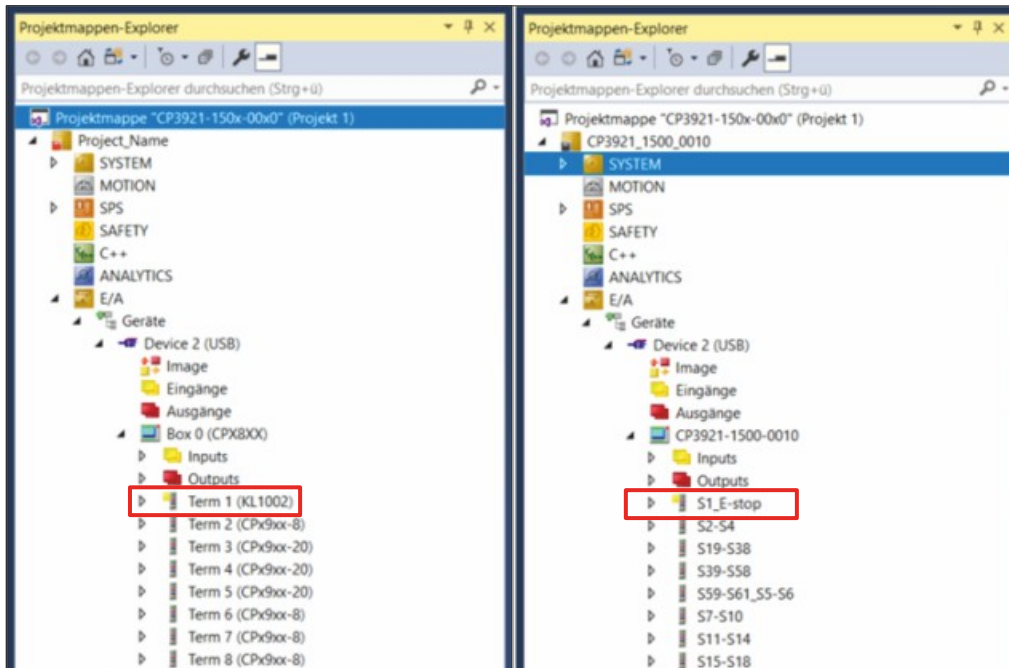 Projektmappen-Explorer
Projektmappen-Explorer durchsuchen (Strg+ü)
Projektmappe "CP3921-150x-00x0" (Projekt 1)
Project_Name
SYSTEM
MOTION
SPS
SAFETY
C++
ANALYTICS
E/A
Geräte
Device 2 (USB)
Image
Eingänge
Ausgänge
Box 0 (CPX8XX)
Inputs
Outputs
Term 1 (KL1002)
Term 2 (CPx9xx-8)
Term 3 (CPx9xx-20)
Term 4 (CPx9xx-20)
Term 5 (CPx9xx-20)
Term 6 (CPx9xx-8)
Term 7 (CPx9xx-8)
Term 8 (CPx9xx-8)
Projektmappen-Explorer
Projektmappen-Explorer durchsuchen (Strg+ü)
Projektmappe "CP3921-150x-00x0" (Projekt 1)
CP3921_1500_0010
SYSTEM
MOTION
SPS
SAFETY
C++
ANALYTICS
E/A
Geräte
Device 2 (USB)
Image
Eingänge
Ausgänge
CP3921-1500-0010
Inputs
Outputs
S1_E-stop
S2-S4
S19-S38
S39-S58
S59-S61_S5-S6
S7-S10
S11-S14
S15-S18